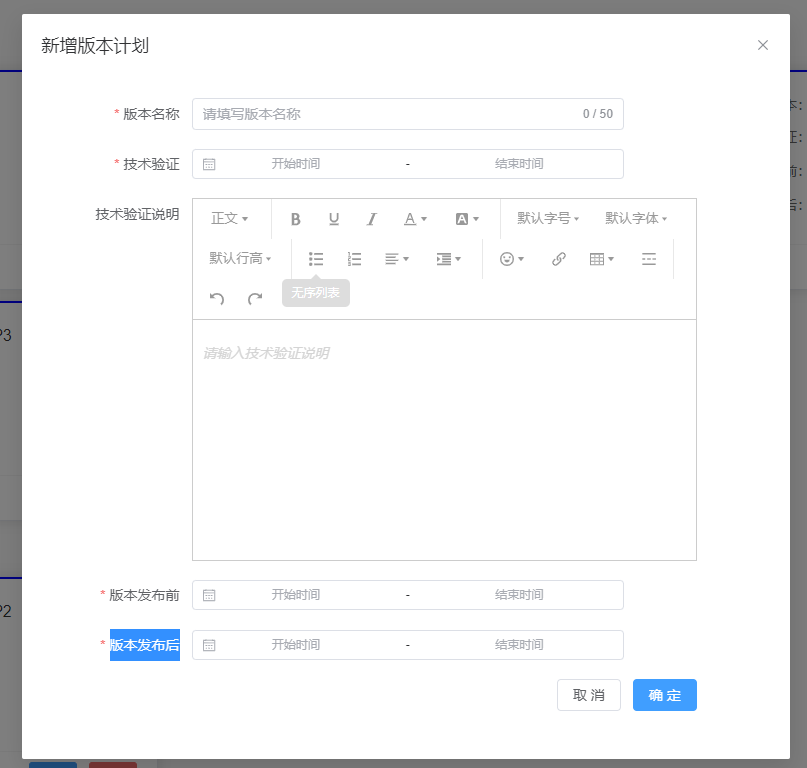 新增版本计划
* 版本名称 请填写版本名称 0 / 50
* 技术验证 开始时间 - 结束时间
技术验证说明
正文 B U I A A 默认字号 默认字体
默认行高
无序列表
请输入技术验证说明
* 版本发布前 开始时间 - 结束时间
* 版本发布后 开始时间 - 结束时间
取 消 确 定